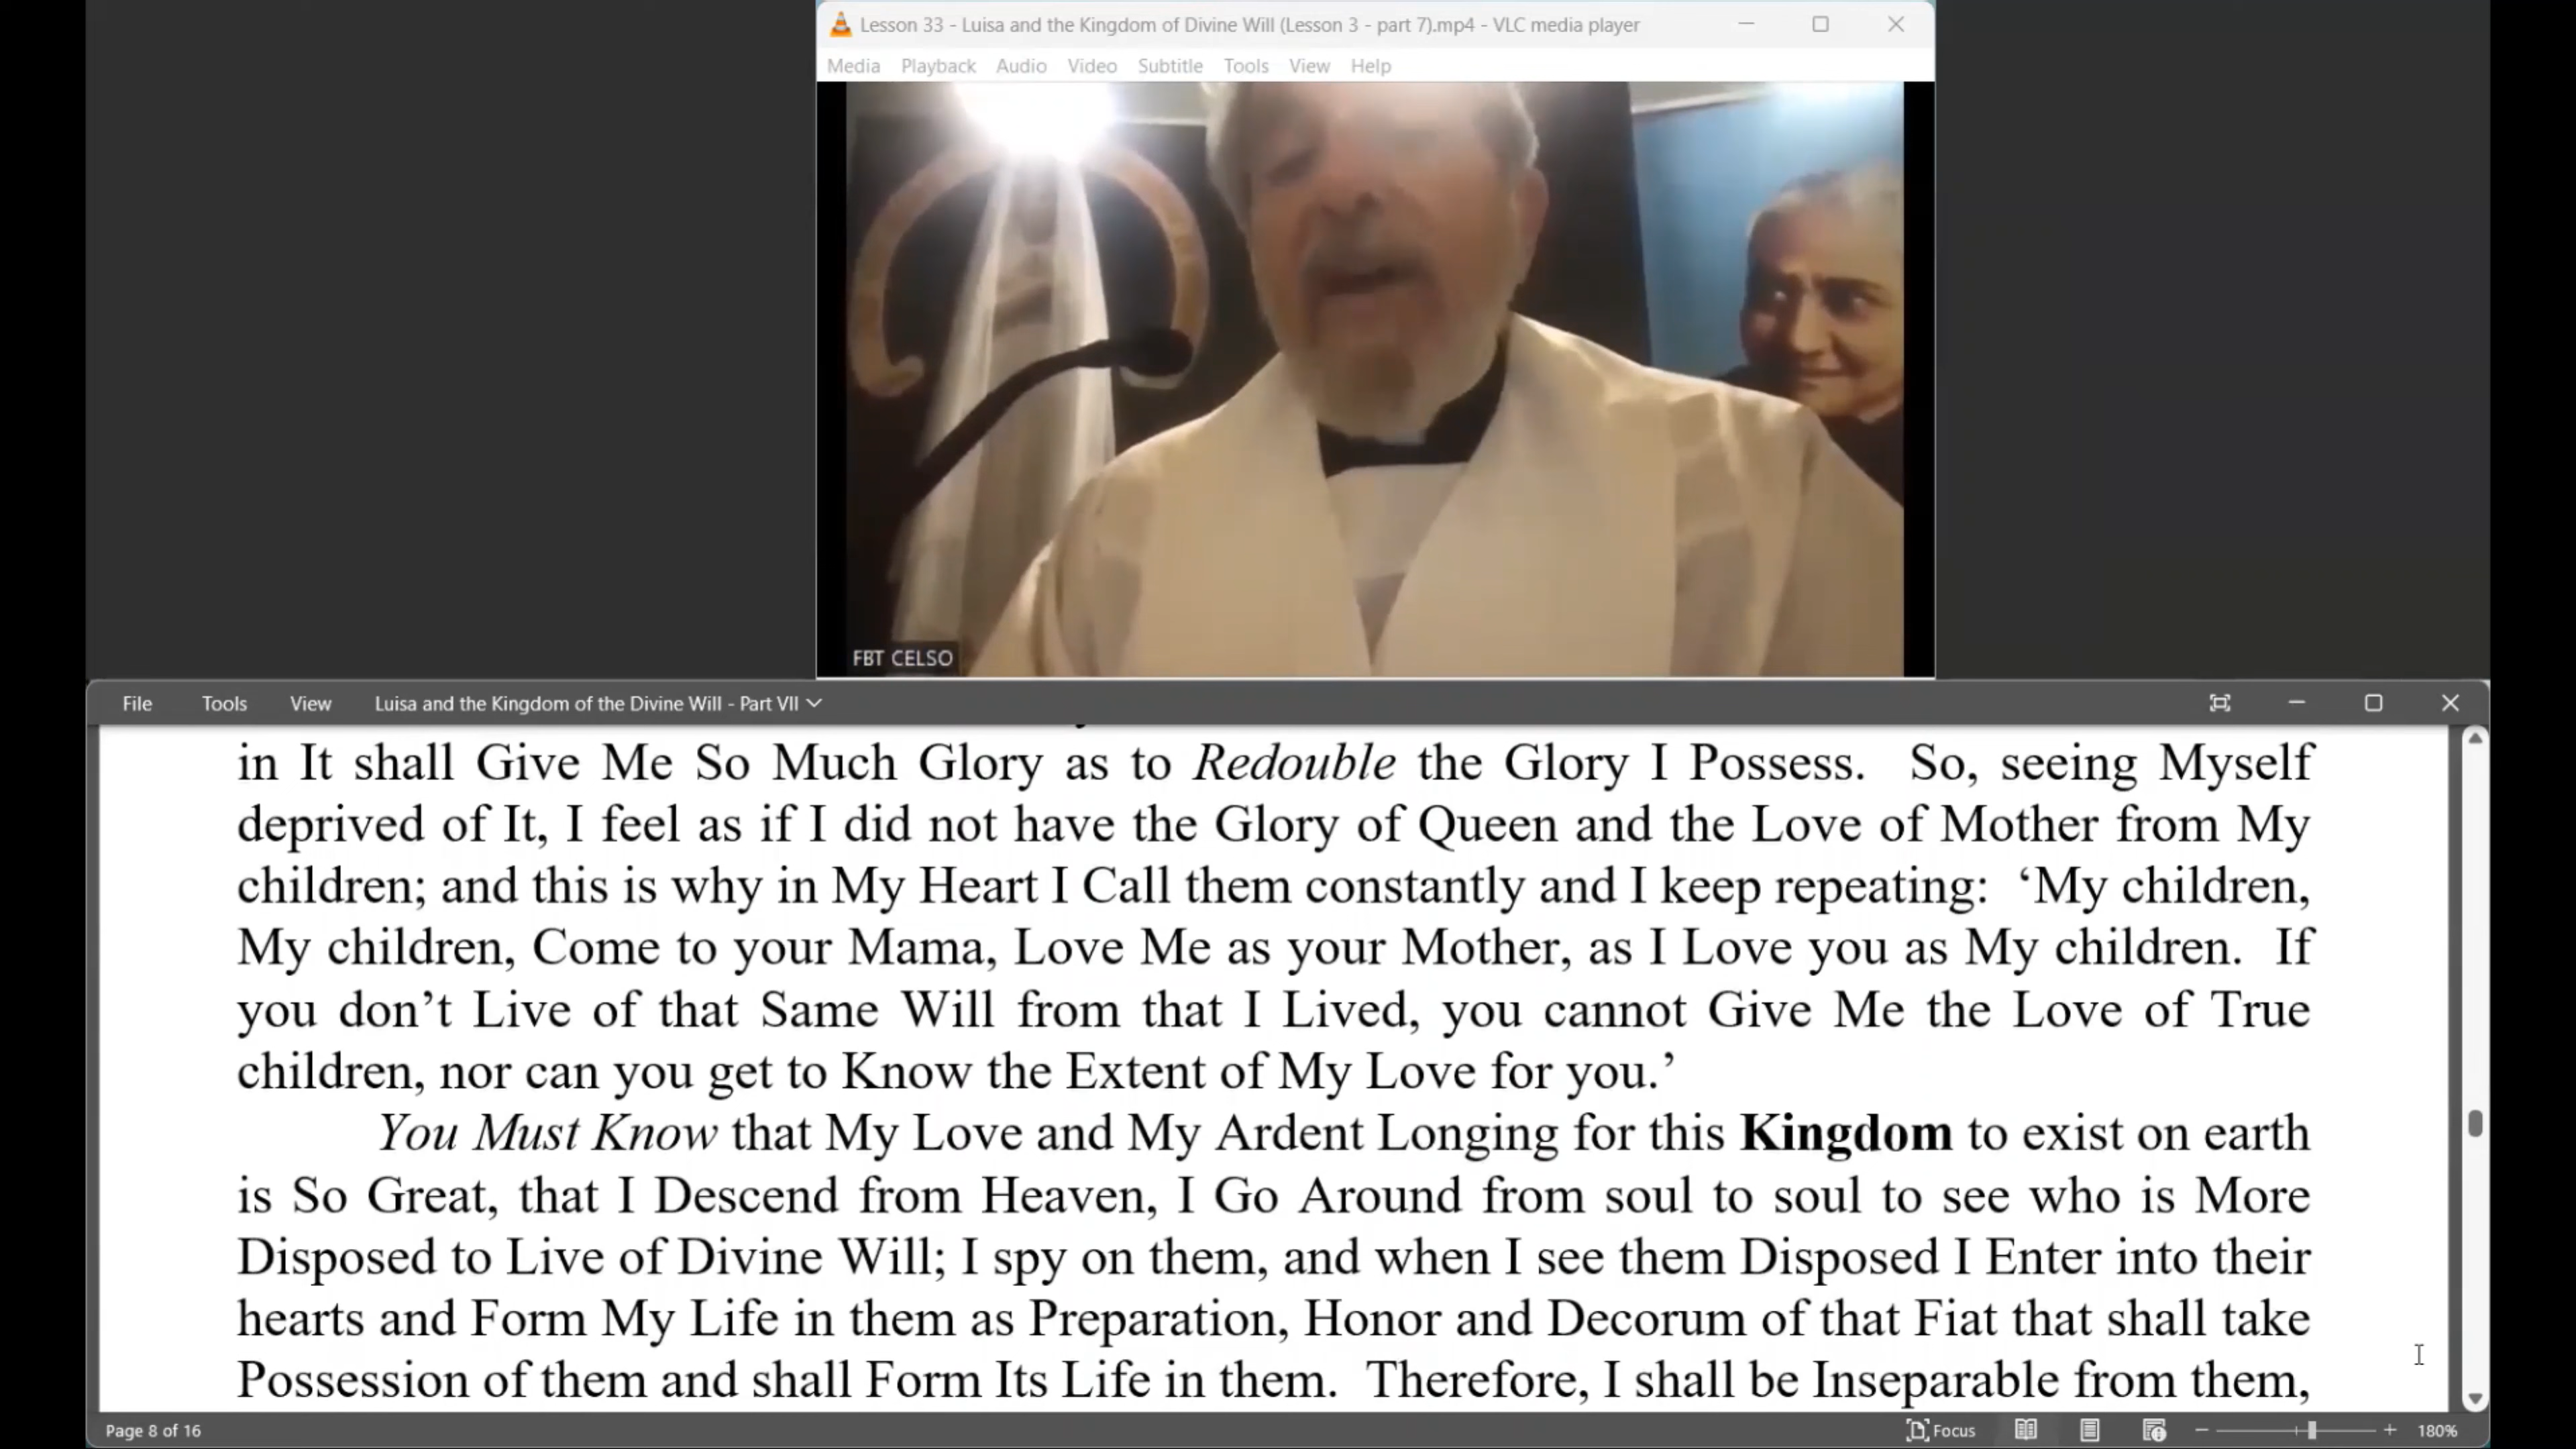 Lesson 33 - Luisa and the Kingdom of Divine Will (Lesson 3 - part 7).mp4 - VLC media player
Media Playback Audio Video Subtitle Tools View Help
FBT CELSO
File Tools View Luisa and the Kingdom of the Divine Will - Part VII
in It shall Give Me So Much Glory as to Redouble the Glory I Possess. So, seeing Myself
deprived of It, I feel as if I did not have the Glory of Queen and the Love of Mother from My
children; and this is why in My Heart I Call them constantly and I keep repeating: ‘My children,
My children, Come to your Mama, Love Me as your Mother, as I Love you as My children. If
you don’t Live of that Same Will from that I Lived, you cannot Give Me the Love of True
children, nor can you get to Know the Extent of My Love for you.’
You Must Know that My Love and My Ardent Longing for this Kingdom to exist on earth
is So Great, that I Descend from Heaven, I Go Around from soul to soul to see who is More
Disposed to Live of Divine Will; I spy on them, and when I see them Disposed I Enter into their
hearts and Form My Life in them as Preparation, Honor and Decorum of that Fiat that shall take
Possession of them and shall Form Its Life in them. Therefore, I shall be Inseparable from them,
Page 8 of 16 Focus 180%